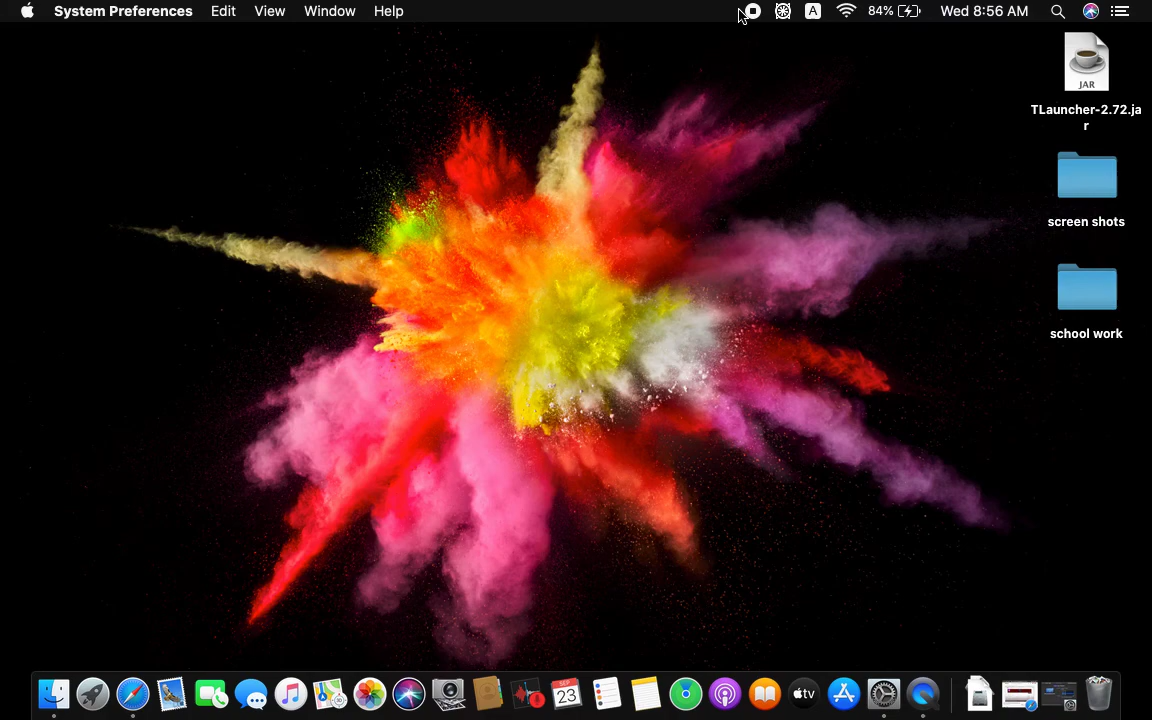 System Preferences Edit View Window Help A 84% Wed 8:56 AM
JAR
TLauncher-2.72.ja
r
screen shots
school work
SEP
23
tv